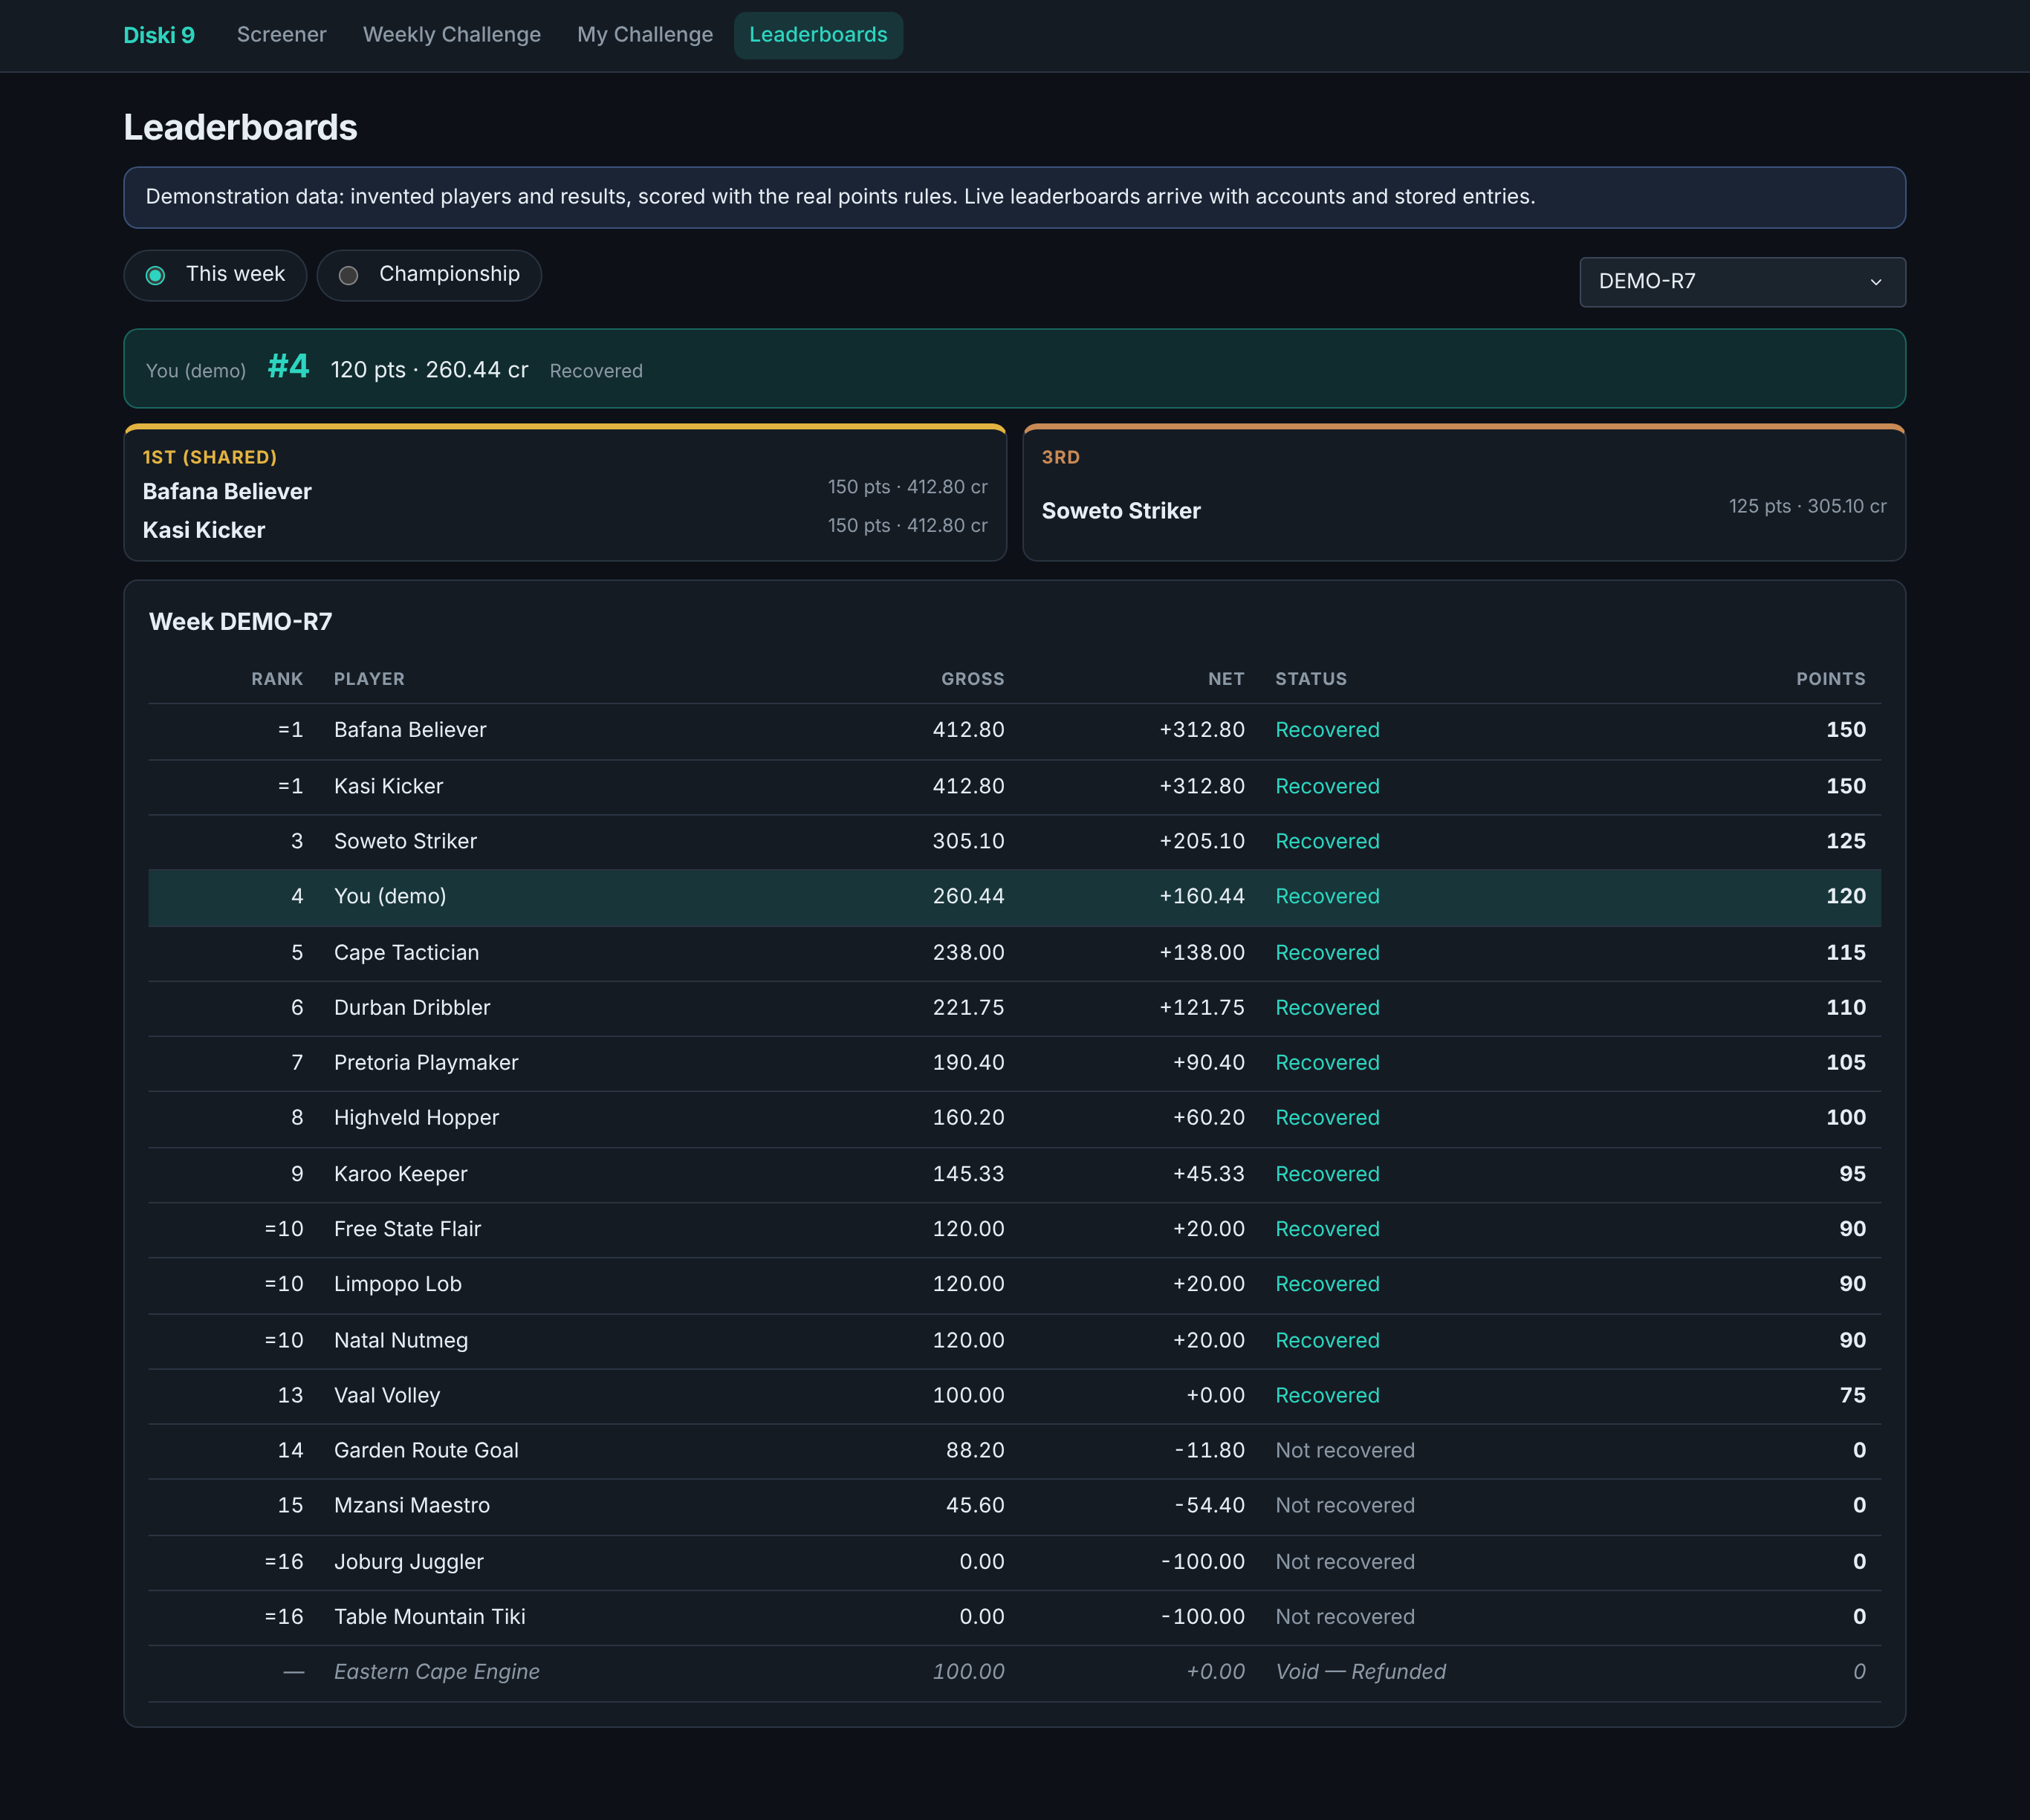 Diski 9 Screener Weekly Challenge My Challenge Leaderboards
Leaderboards
Demonstration data: invented players and results, scored with the real points rules. Live leaderboards arrive with accounts and stored entries.
This week Championship DEMO-R7
You (demo) #4 120 pts · 260.44 cr Recovered
1ST (SHARED)
Bafana Believer 150 pts · 412.80 cr
Kasi Kicker 150 pts · 412.80 cr
3RD
Soweto Striker 125 pts · 305.10 cr
Week DEMO-R7
RANK PLAYER GROSS NET STATUS POINTS
=1 Bafana Believer 412.80 +312.80 Recovered 150
=1 Kasi Kicker 412.80 +312.80 Recovered 150
3 Soweto Striker 305.10 +205.10 Recovered 125
4 You (demo) 260.44 +160.44 Recovered 120
5 Cape Tactician 238.00 +138.00 Recovered 115
6 Durban Dribbler 221.75 +121.75 Recovered 110
7 Pretoria Playmaker 190.40 +90.40 Recovered 105
8 Highveld Hopper 160.20 +60.20 Recovered 100
9 Karoo Keeper 145.33 +45.33 Recovered 95
=10 Free State Flair 120.00 +20.00 Recovered 90
=10 Limpopo Lob 120.00 +20.00 Recovered 90
=10 Natal Nutmeg 120.00 +20.00 Recovered 90
13 Vaal Volley 100.00 +0.00 Recovered 75
14 Garden Route Goal 88.20 -11.80 Not recovered 0
15 Mzansi Maestro 45.60 -54.40 Not recovered 0
=16 Joburg Juggler 0.00 -100.00 Not recovered 0
=16 Table Mountain Tiki 0.00 -100.00 Not recovered 0
— Eastern Cape Engine 100.00 +0.00 Void — Refunded 0